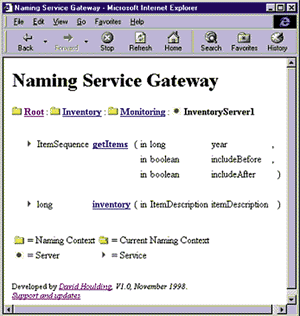 Naming Service Gateway - Microsoft Internet Explorer
File Edit View Go Favorites Help
Back Forward Stop Refresh Home Search Favorites History
Naming Service Gateway
Root : Inventory : Monitoring : InventoryServer1
ItemSequence getItems ( in long year ,
in boolean includeBefore ,
in boolean includeAfter )
long inventory ( in ItemDescription itemDescription )
= Naming Context = Current Naming Context
= Server = Service
Developed by David Houlding, V1.0, November 1998.
Support and updates